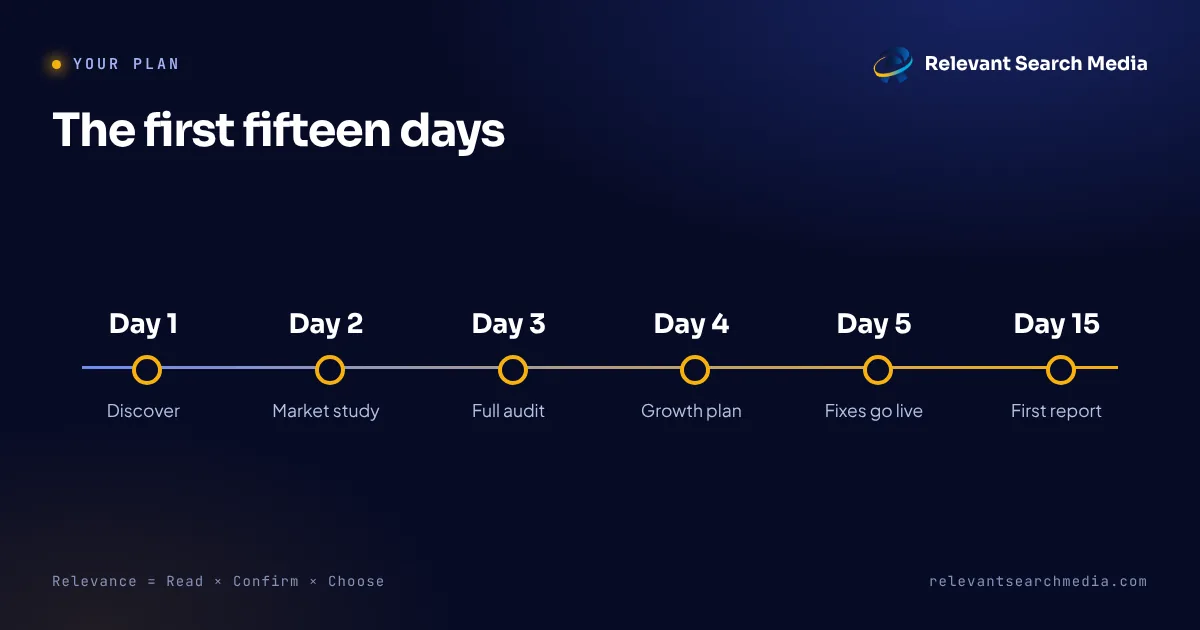 YOUR PLAN
Relevant Search Media
The first fifteen days
Day 1
Day 2
Day 3
Day 4
Day 5
Day 15
Discover
Market study
Full audit
Growth plan
Fixes go live
First report
Relevance = Read × Confirm × Choose
relevantsearchmedia.com